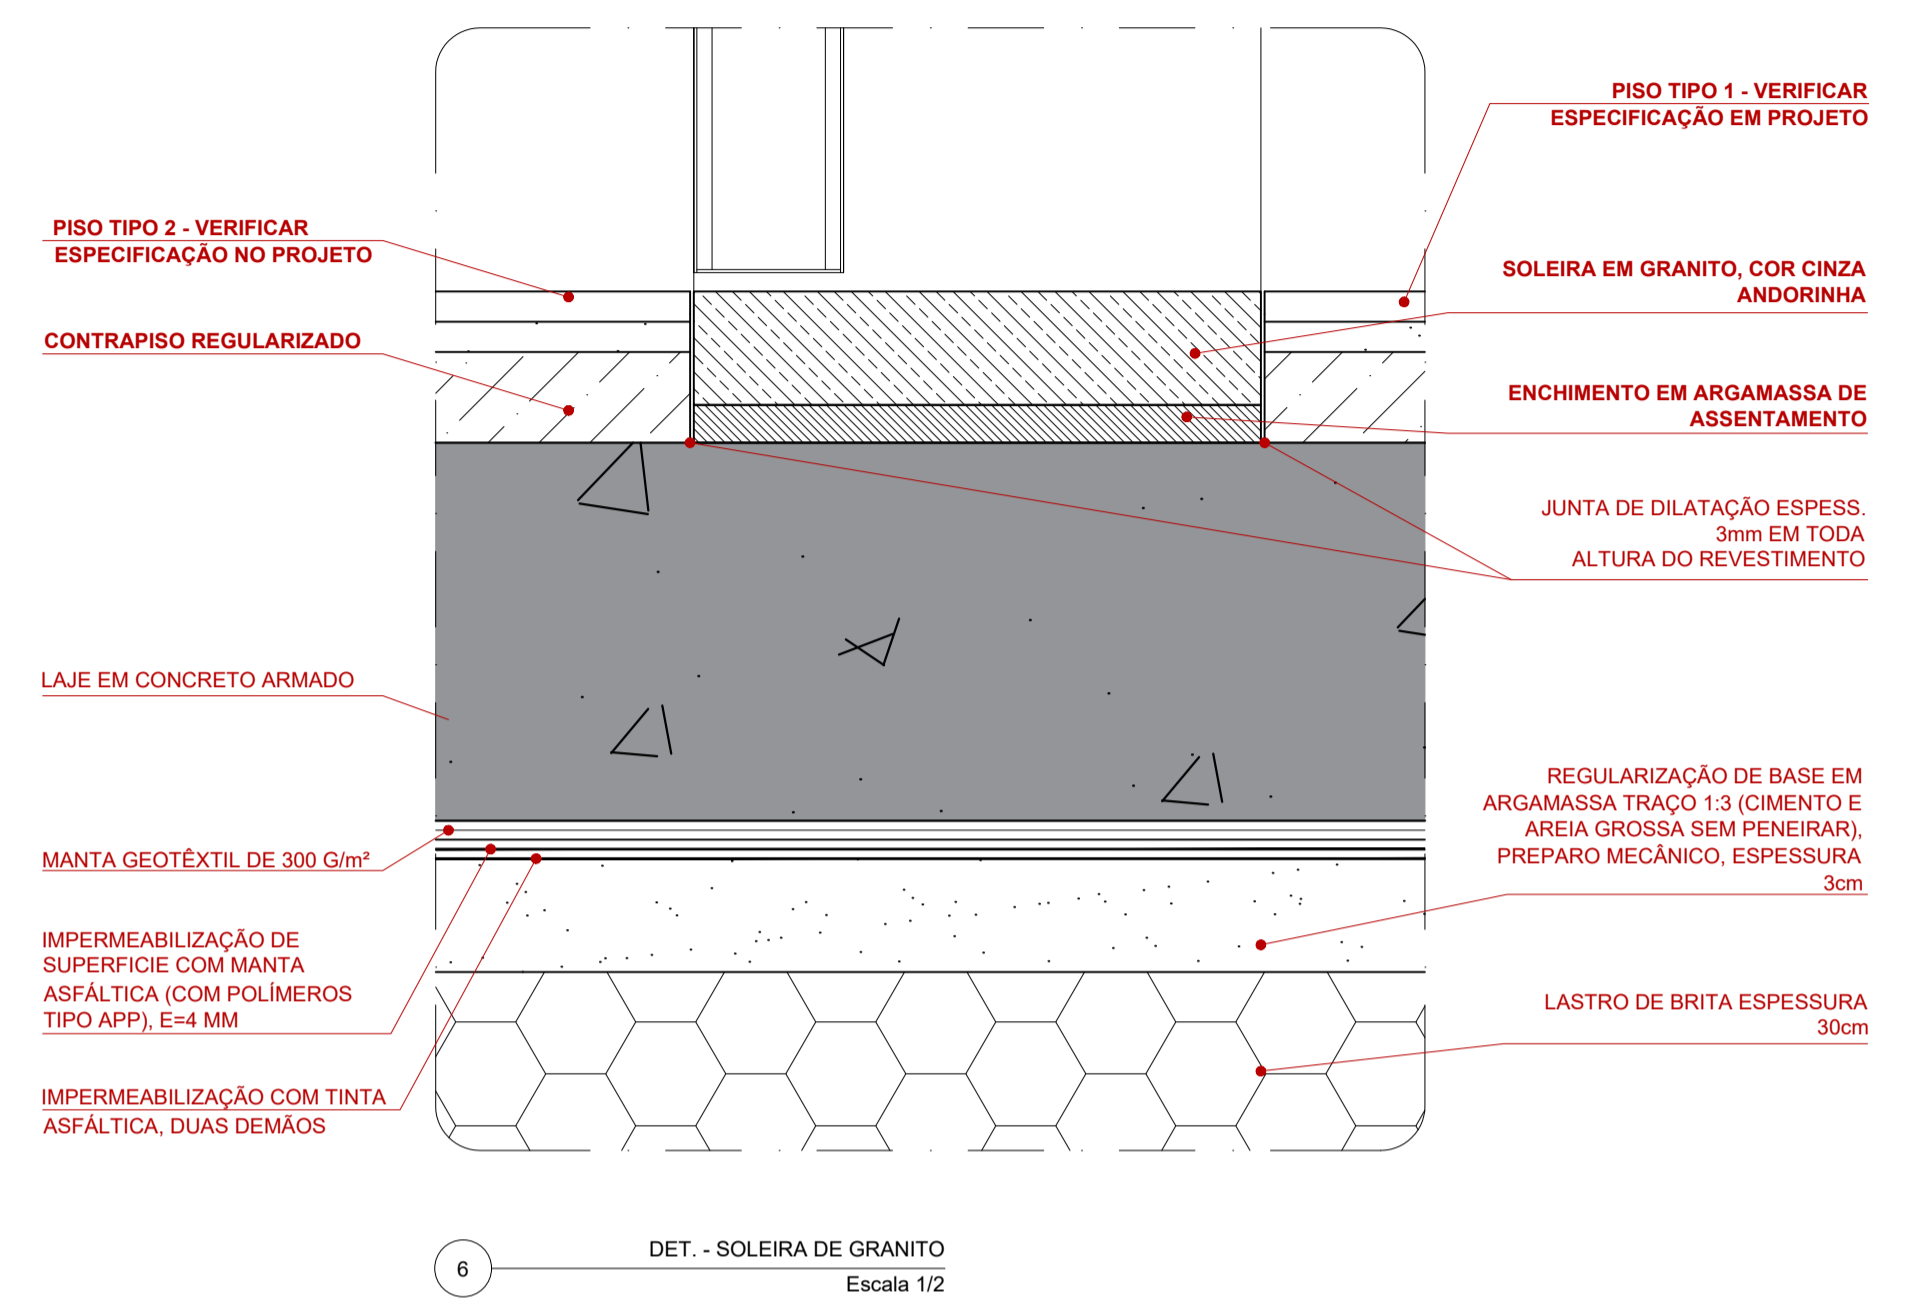 PISO TIPO 2 - VERIFICAR
ESPECIFICAÇÃO NO PROJETO
CONTRAPISO REGULARIZADO
LAJE EM CONCRETO ARMADO
MANTA GEOTÊXTIL DE 300 G/m²
IMPERMEABILIZAÇÃO DE
SUPERFICIE COM MANTA
ASFÁLTICA (COM POLÍMEROS
TIPO APP), E=4 MM
IMPERMEABILIZAÇÃO COM TINTA
ASFÁLTICA, DUAS DEMÃOS
PISO TIPO 1 - VERIFICAR
ESPECIFICAÇÃO EM PROJETO
SOLEIRA EM GRANITO, COR CINZA
ANDORINHA
ENCHIMENTO EM ARGAMASSA DE
ASSENTAMENTO
JUNTA DE DILATAÇÃO ESPESS.
3mm EM TODA
ALTURA DO REVESTIMENTO
REGULARIZAÇÃO DE BASE EM
ARGAMASSA TRAÇO 1:3 (CIMENTO E
AREIA GROSSA SEM PENEIRAR),
PREPARO MECÂNICO, ESPESSURA
3cm
LASTRO DE BRITA ESPESSURA
30cm
6
DET. - SOLEIRA DE GRANITO
Escala 1/2